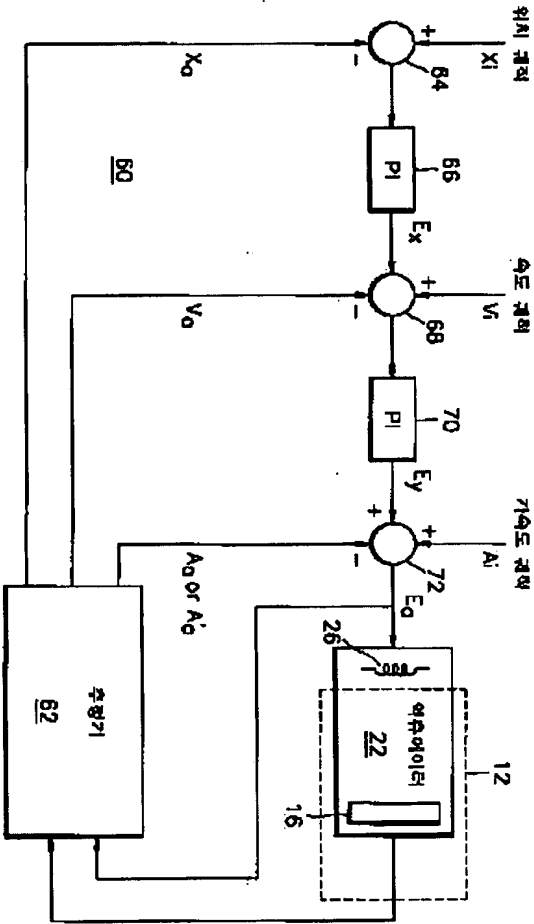 위치 궤적
속도 궤적
가속도 궤적
Xi
Vi
Ai
+
+
+
64
66
68
70
+
72
26
12
PI
Ex
PI
Ey
Ea
액츄에이터
22
16
−
−
−
Xa
Va
Aa or A'a
60
추정기
62